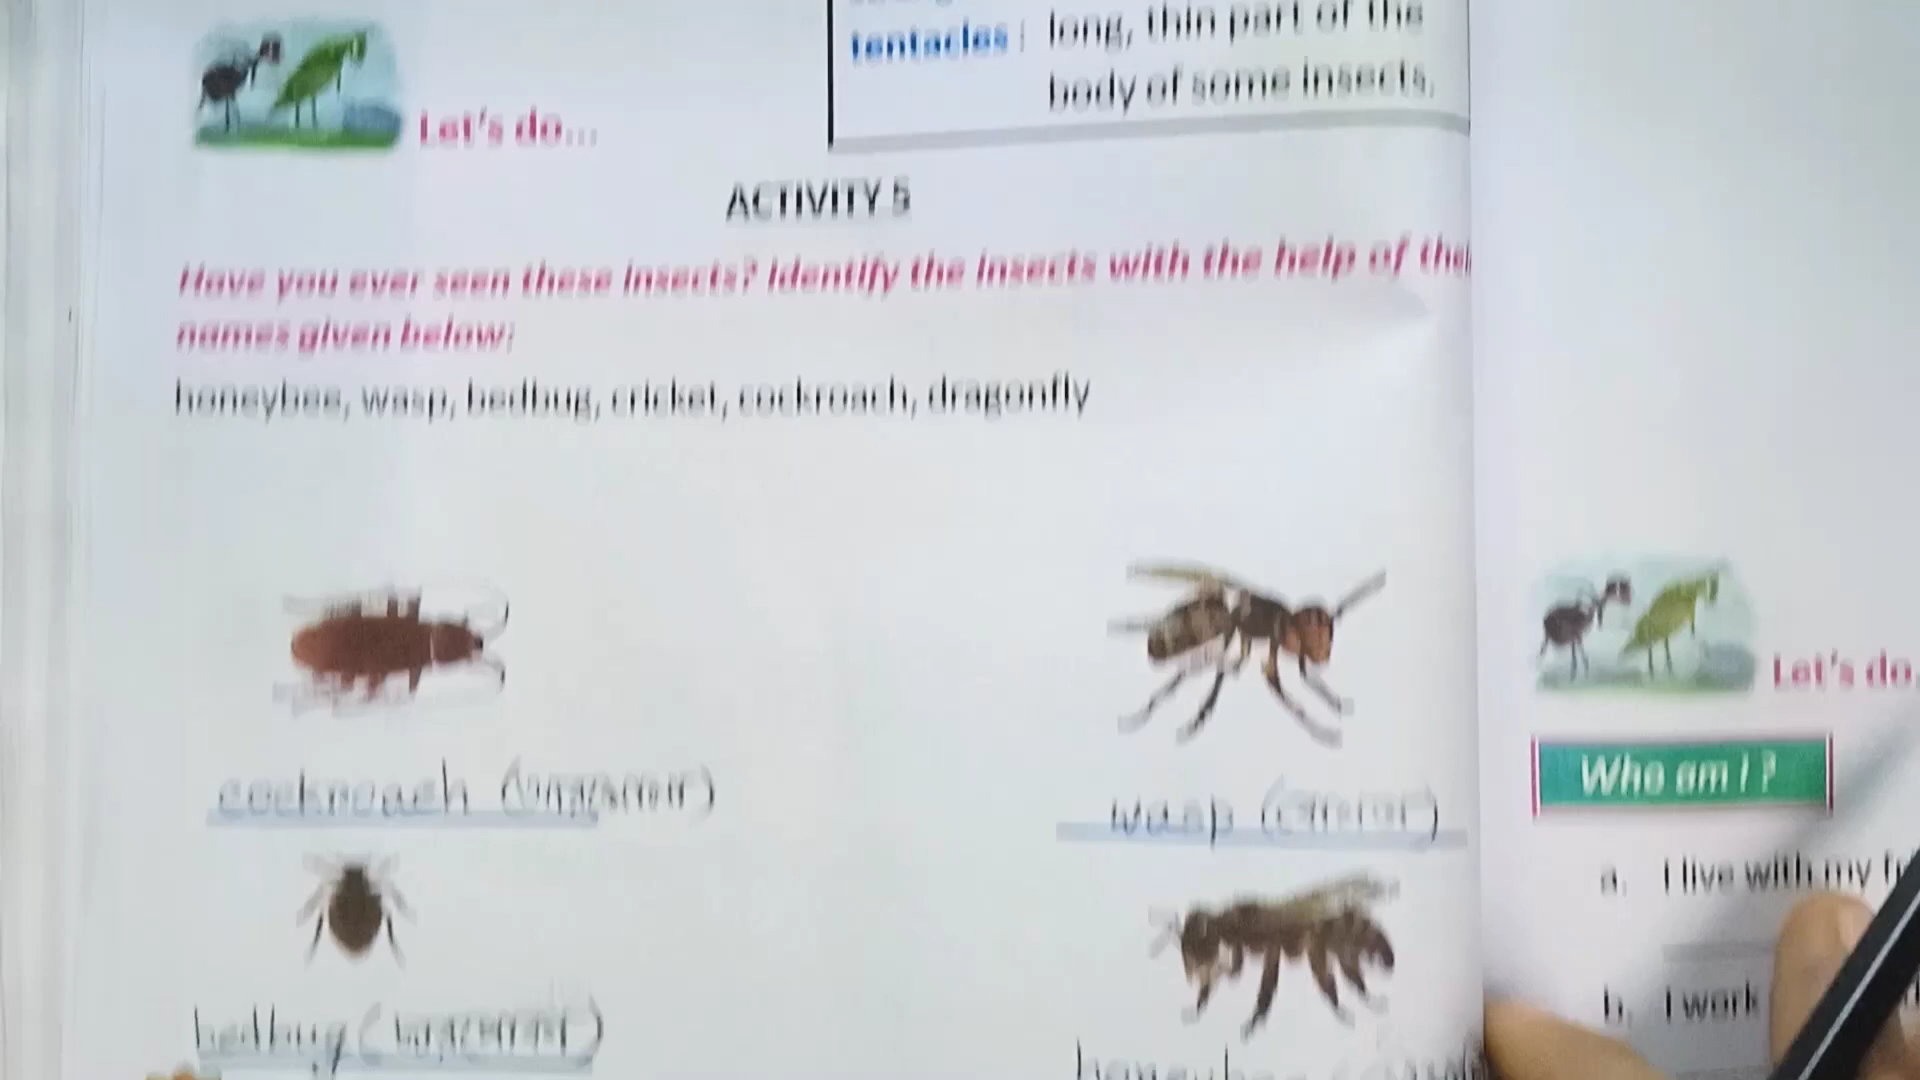 tentacles : long, thin part of the
body of some insects.
Let's do...
ACTIVITY 5
Have you ever seen these insects? Identify the insects with the help of the
names given below:
honeybee, wasp, bedbug, cricket, cockroach, dragonfly
cockroach
wasp
bedbug
honeybee
Let's do
Who am I ?
a. I live with my
b. I work